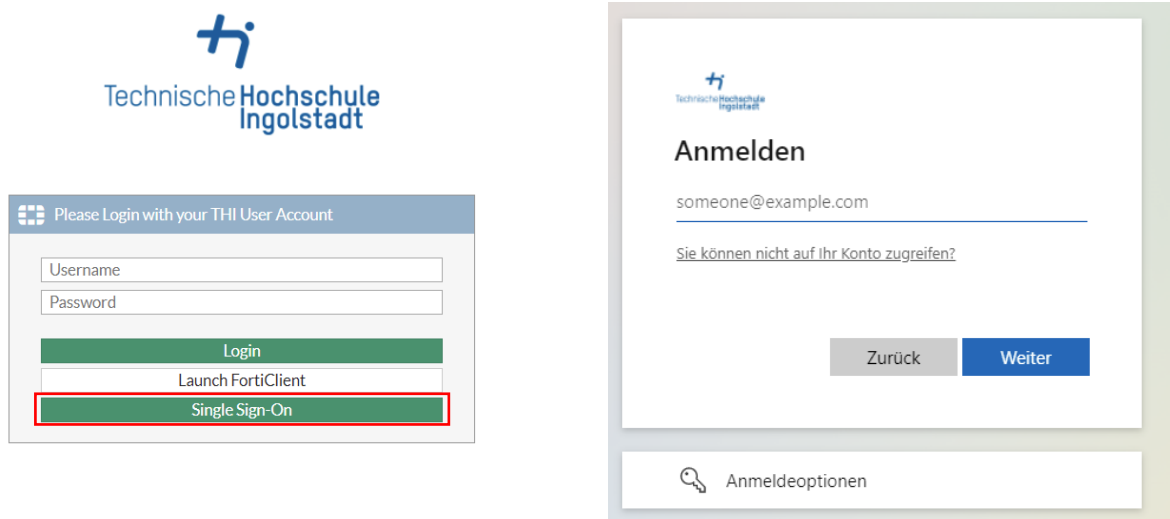 Technische Hochschule
Ingolstadt
Please Login with your THI User Account
Username
Password
Login
Launch FortiClient
Single Sign-On
Technische Hochschule
Ingolstadt
Anmelden
someone@example.com
Sie können nicht auf Ihr Konto zugreifen?
Zurück
Weiter
Anmeldeoptionen